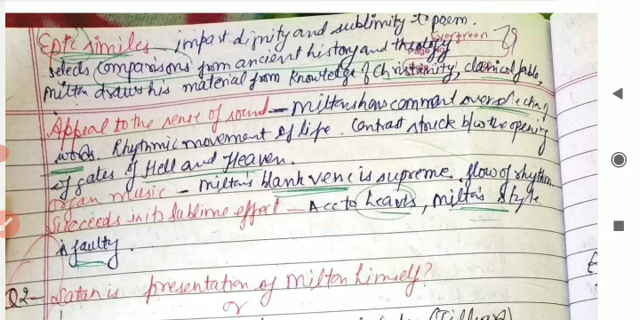 Epic similes - impart dignity and sublimity to poem.
Evergreen
selects comparisons from ancient history and theology
Milton draws his material from knowledge of Christianity, classical fable.
Appeal to the sense of sound - Milton shows command over selecting
words. Rhythmic movement of life. Contrast struck b/w the opening
of gates of Hell and Heaven.
Organ music - Milton's blank verse is supreme. flow of rhythm
Succeeds in its sublime effect - Acc to Leavis, Milton's style
is faulty.
Q2- Satan is presentation of Milton himself?
or